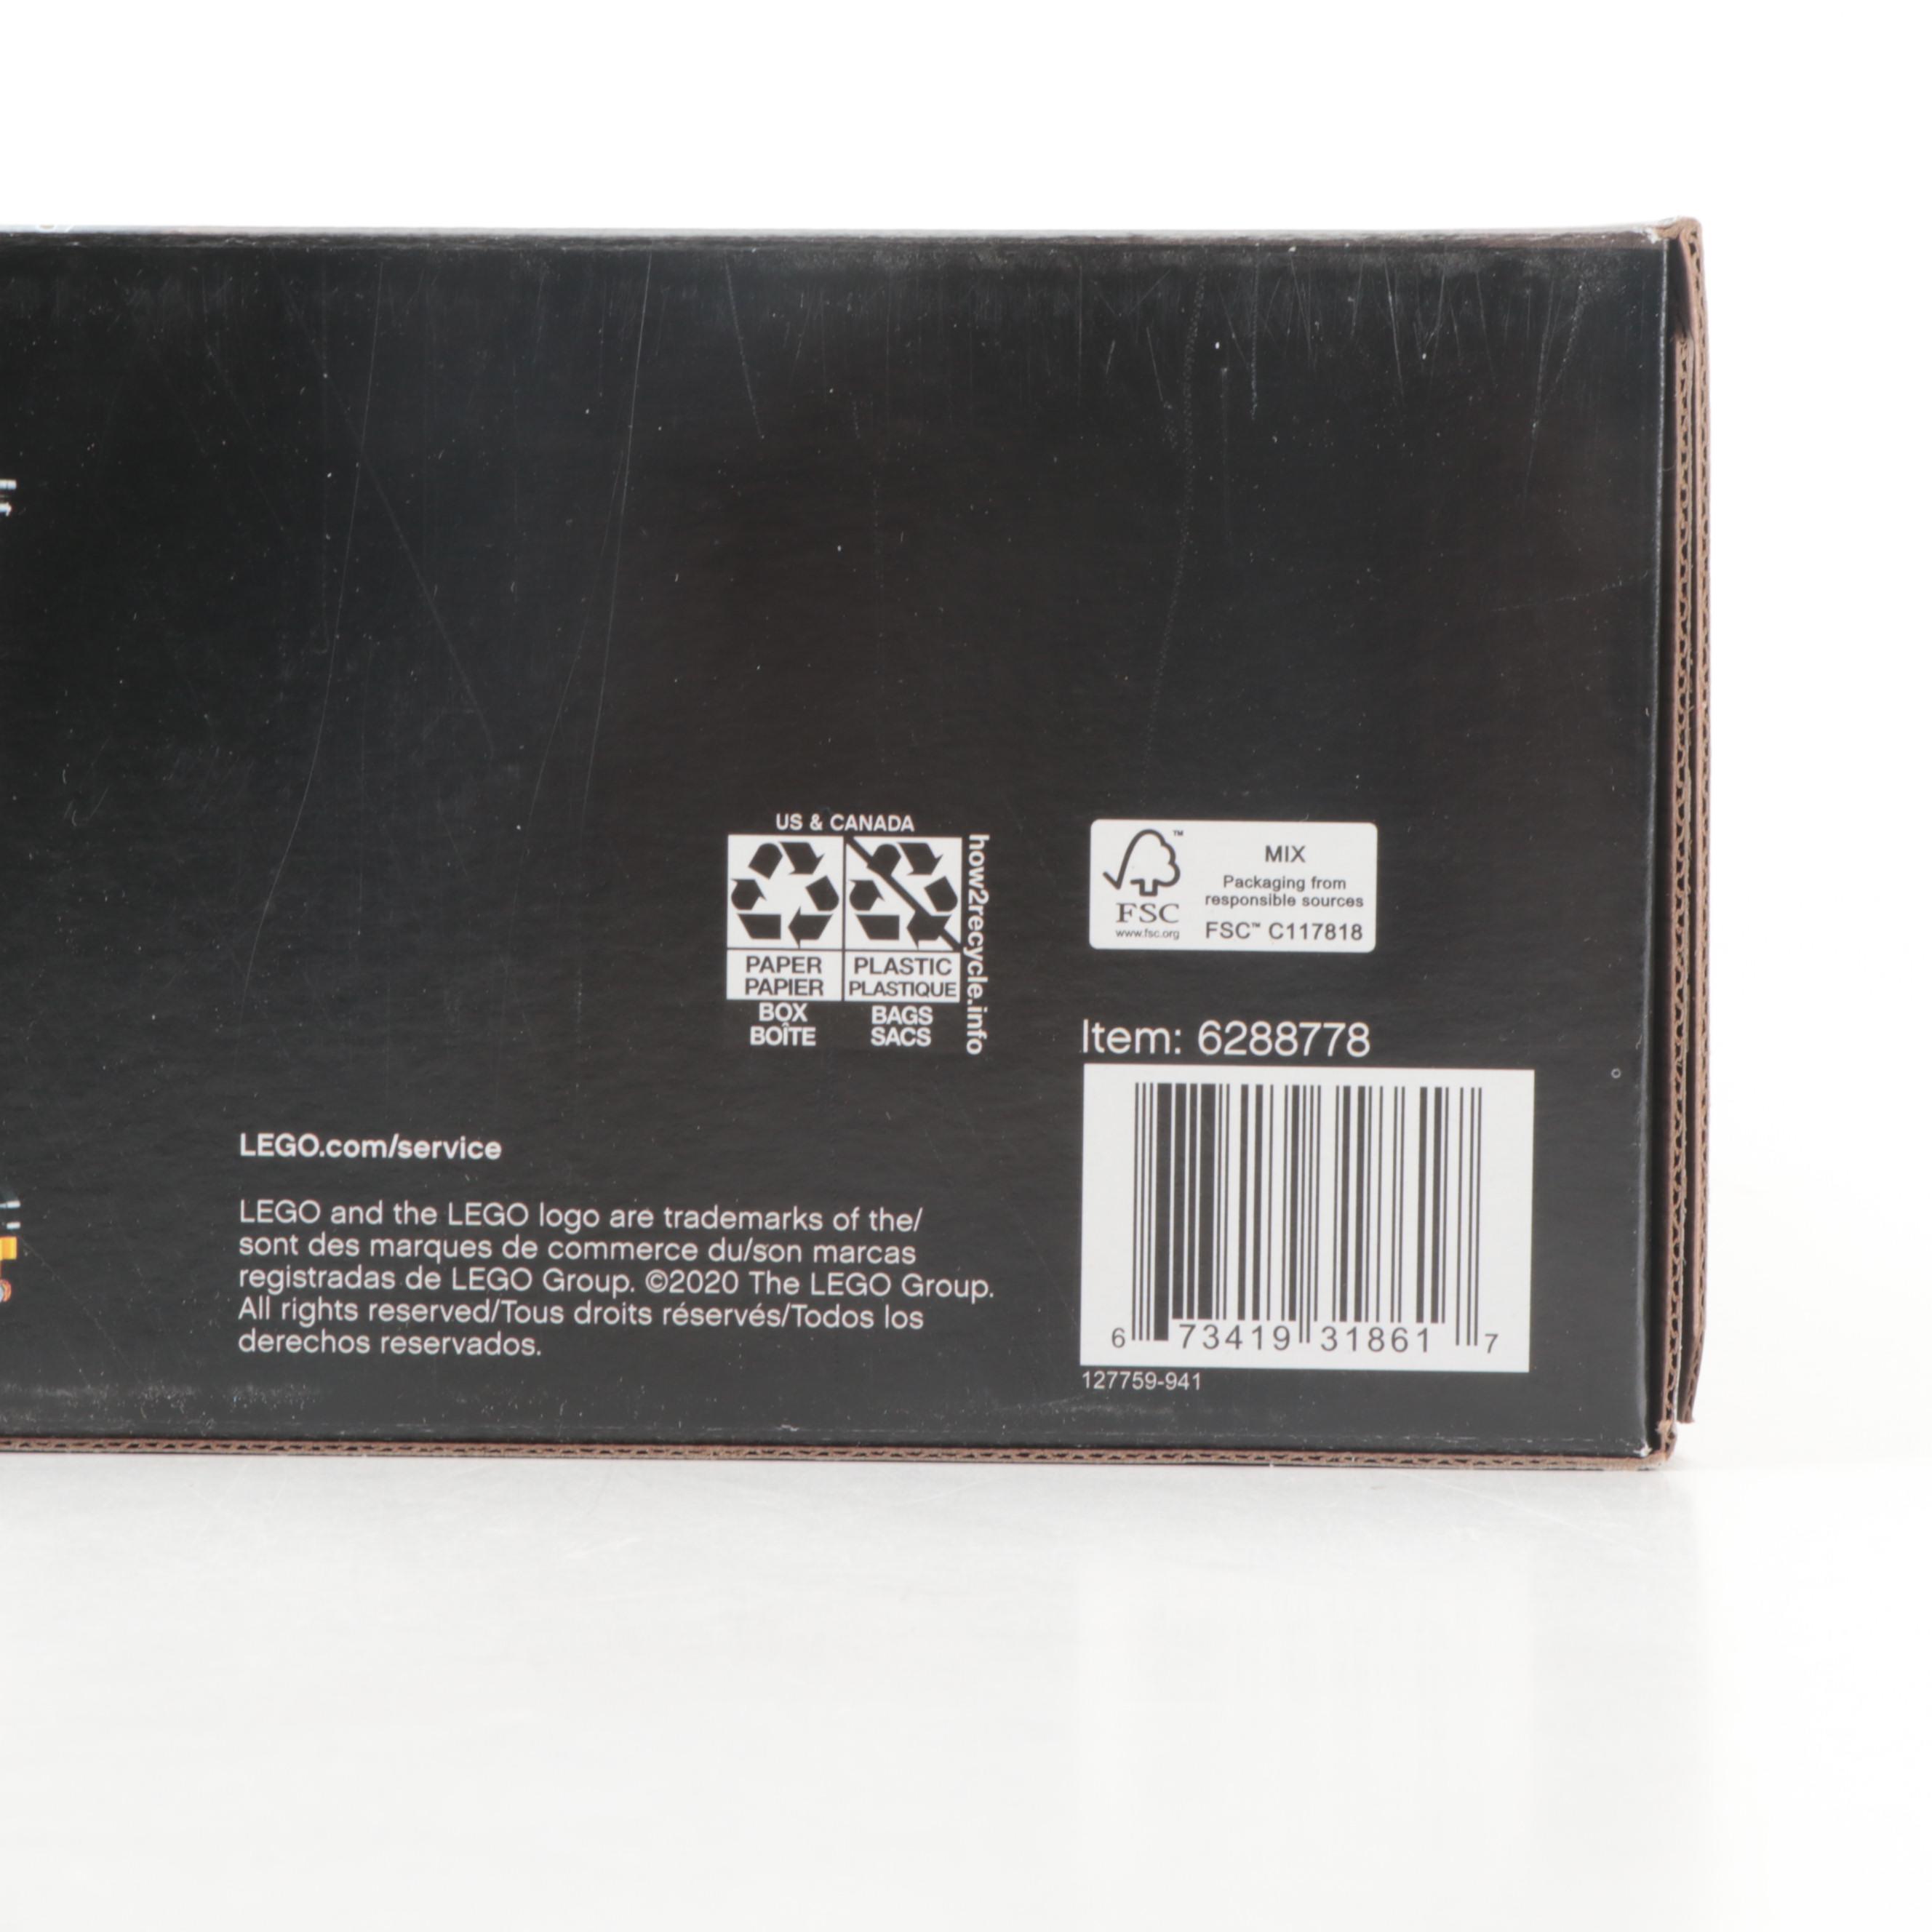 US & CANADA
PAPER
PAPIER
BOX
BOÎTE
PLASTIC
PLASTIQUE
BAGS
SACS
how2recycle.info
™
FSC
www.fsc.org
MIX
Packaging from
responsible sources
FSC™ C117818
Item: 6288778
6 73419 31861 7
127759-941
LEGO.com/service
LEGO and the LEGO logo are trademarks of the/
sont des marques de commerce du/son marcas
registradas de LEGO Group. ©2020 The LEGO Group.
All rights reserved/Tous droits réservés/Todos los
derechos reservados.